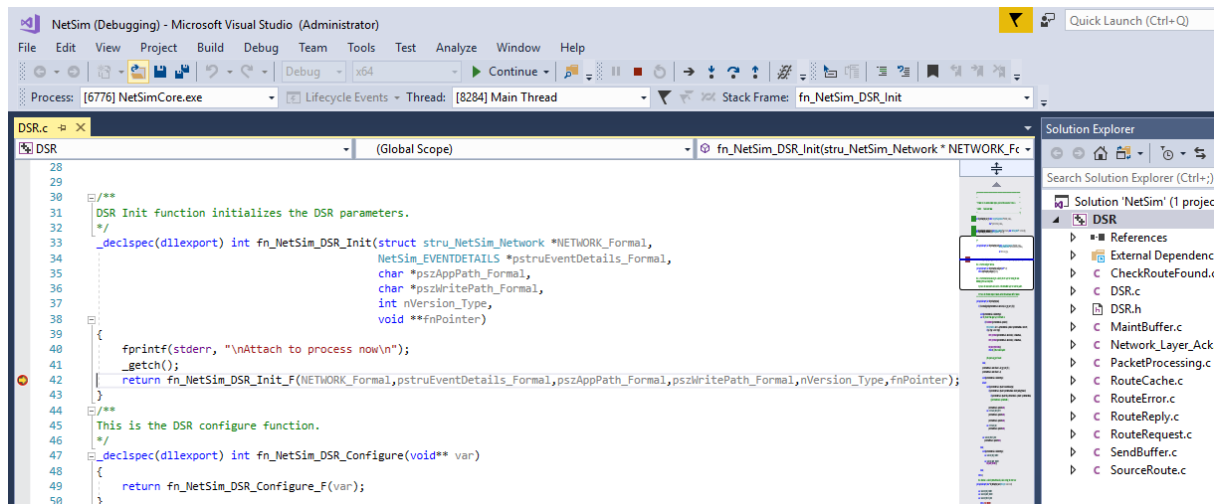 NetSim (Debugging) - Microsoft Visual Studio (Administrator)
Quick Launch (Ctrl+Q)
File Edit View Project Build Debug Team Tools Test Analyze Window Help
Debug x64 Continue
Process: [6776] NetSimCore.exe Lifecycle Events Thread: [8284] Main Thread Stack Frame: fn_NetSim_DSR_Init
DSR.c
DSR (Global Scope) fn_NetSim_DSR_Init(stru_NetSim_Network * NETWORK_Fc
28
29
30 /**
31 DSR Init function initializes the DSR parameters.
32 */
33 _declspec(dllexport) int fn_NetSim_DSR_Init(struct stru_NetSim_Network *NETWORK_Formal,
34 NetSim_EVENTDETAILS *pstruEventDetails_Formal,
35 char *pszAppPath_Formal,
36 char *pszWritePath_Formal,
37 int nVersion_Type,
38 void **fnPointer)
39 {
40 fprintf(stderr, "\nAttach to process now\n");
41 _getch();
42 return fn_NetSim_DSR_Init_F(NETWORK_Formal,pstruEventDetails_Formal,pszAppPath_Formal,pszWritePath_Formal,nVersion_Type,fnPointer);
43 }
44 /**
45 This is the DSR configure function.
46 */
47 _declspec(dllexport) int fn_NetSim_DSR_Configure(void** var)
48 {
49 return fn_NetSim_DSR_Configure_F(var);
50 }
Solution Explorer
Search Solution Explorer (Ctrl+;)
Solution 'NetSim' (1 projec
DSR
References
External Dependenc
CheckRouteFound.c
DSR.c
DSR.h
MaintBuffer.c
Network_Layer_Ack
PacketProcessing.c
RouteCache.c
RouteError.c
RouteReply.c
RouteRequest.c
SendBuffer.c
SourceRoute.c